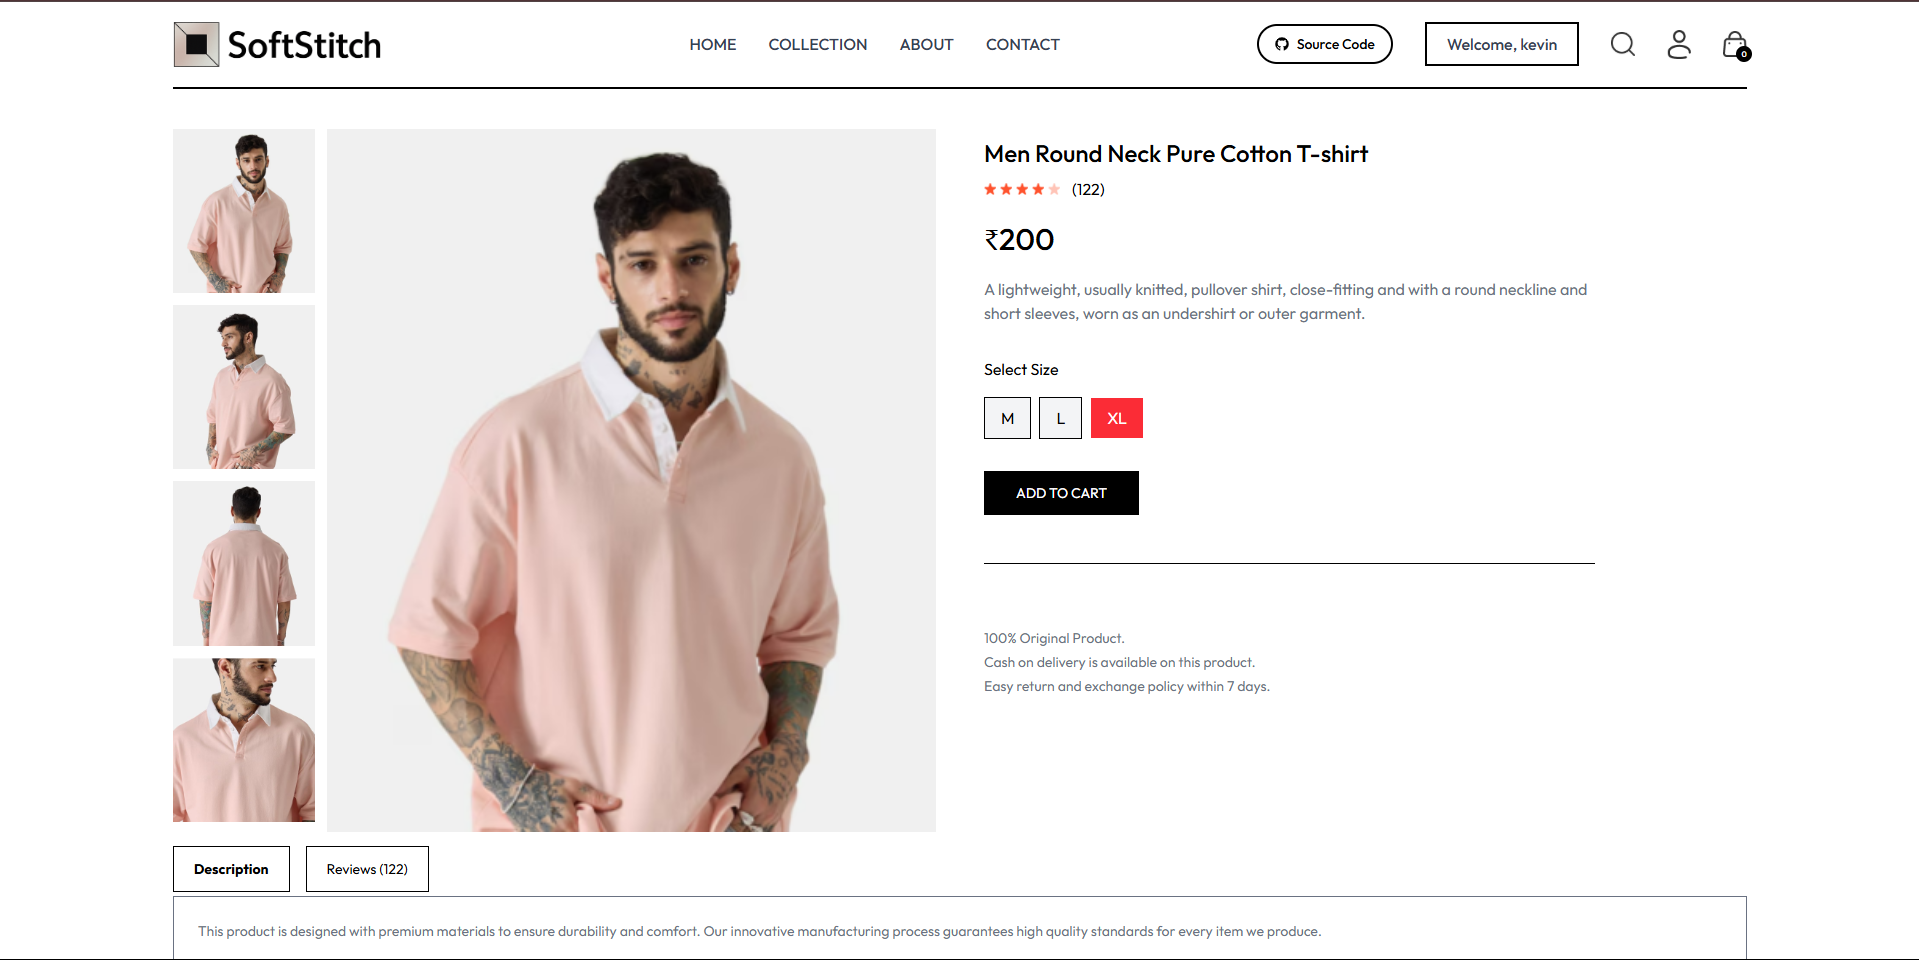 SoftStitch
HOME COLLECTION ABOUT CONTACT
Source Code
Welcome, kevin
0
Men Round Neck Pure Cotton T-shirt
(122)
₹200
A lightweight, usually knitted, pullover shirt, close-fitting and with a round neckline and
short sleeves, worn as an undershirt or outer garment.
Select Size
M L XL
ADD TO CART
100% Original Product.
Cash on delivery is available on this product.
Easy return and exchange policy within 7 days.
Description Reviews (122)
This product is designed with premium materials to ensure durability and comfort. Our innovative manufacturing process guarantees high quality standards for every item we produce.